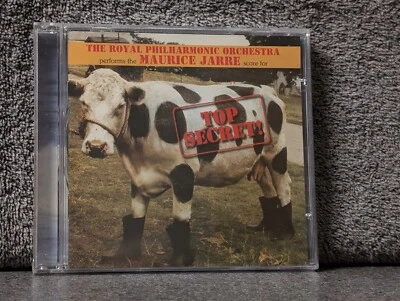 THE ROYAL PHILHARMONIC ORCHESTRA
performs the MAURICE JARRE score for
TOP
SECRET!